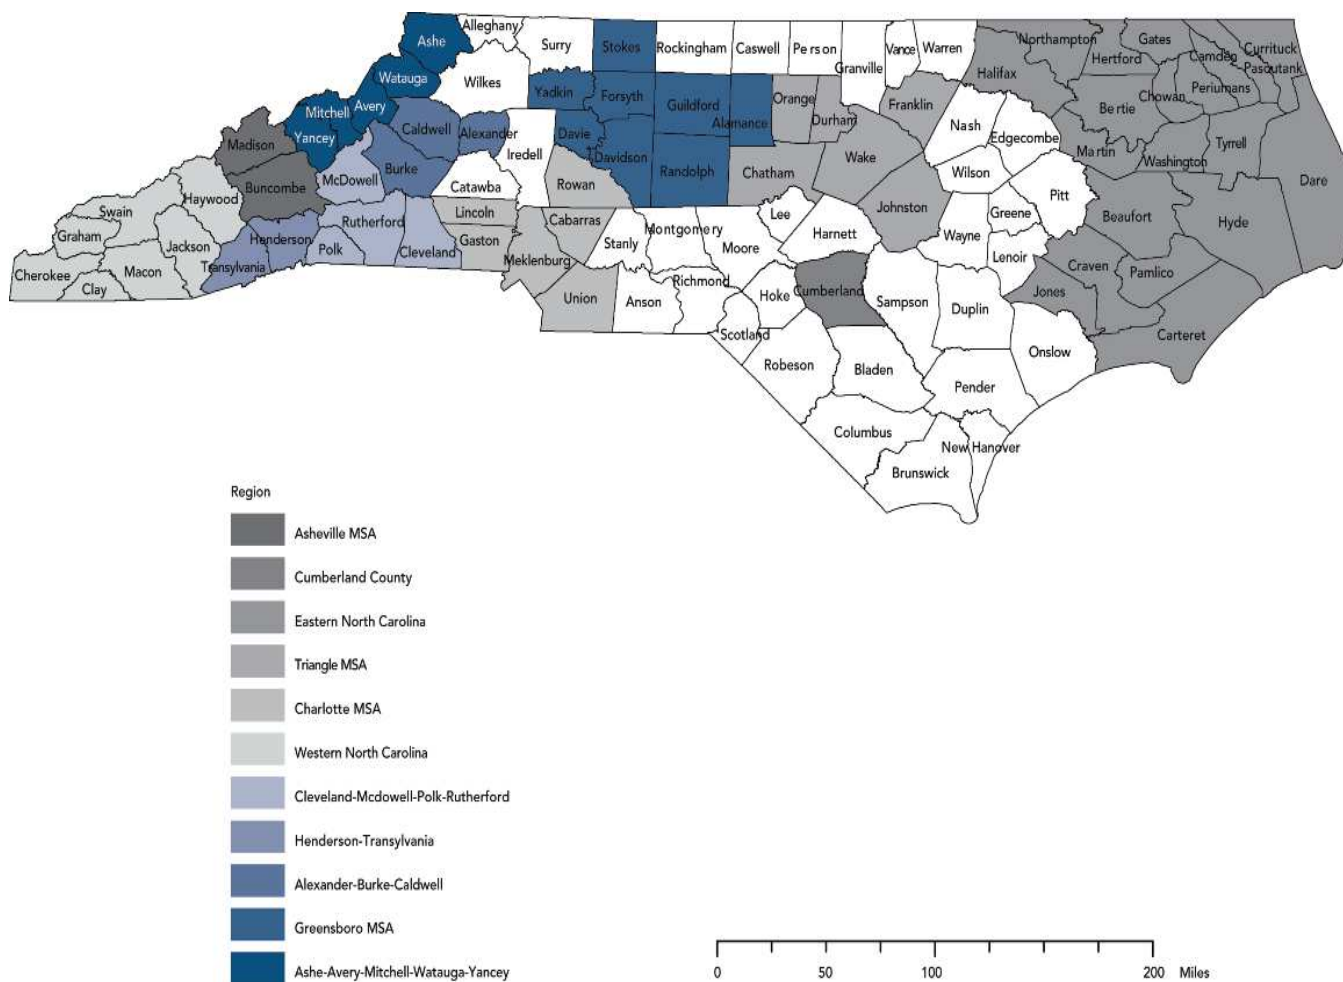 Alleghany
Ashe
Surry
Stokes
Rockingham
Caswell
Person
Vance
Warren
Granville
Northampton
Gates
Hertford
Camden
Currituck
Pasqutank
Halifax
Periumans
Chowan
Bertie
Watauga
Wilkes
Yadkin
Forsyth
Guildford
Alamance
Orange
Durham
Franklin
Nash
Edgecombe
Martin
Washington
Tyrrell
Dare
Mitchell
Avery
Yancey
Caldwell
Alexander
Iredell
Davie
Davidson
Randolph
Chatham
Wake
Wilson
Pitt
Madison
Buncombe
McDowell
Burke
Catawba
Rowan
Johnston
Greene
Beaufort
Hyde
Haywood
Swain
Graham
Jackson
Cherokee
Macon
Clay
Henderson
Transylvania
Rutherford
Polk
Cleveland
Lincoln
Gaston
Cabarras
Meklenburg
Union
Stanly
Montgomery
Moore
Lee
Harnett
Wayne
Lenoir
Craven
Pamlico
Jones
Carteret
Anson
Richmond
Hoke
Scotland
Cumberland
Sampson
Duplin
Onslow
Robeson
Bladen
Pender
Columbus
New Hanover
Brunswick
Region
Asheville MSA
Cumberland County
Eastern North Carolina
Triangle MSA
Charlotte MSA
Western North Carolina
Cleveland-Mcdowell-Polk-Rutherford
Henderson-Transylvania
Alexander-Burke-Caldwell
Greensboro MSA
Ashe-Avery-Mitchell-Watauga-Yancey
0 50 100 200 Miles